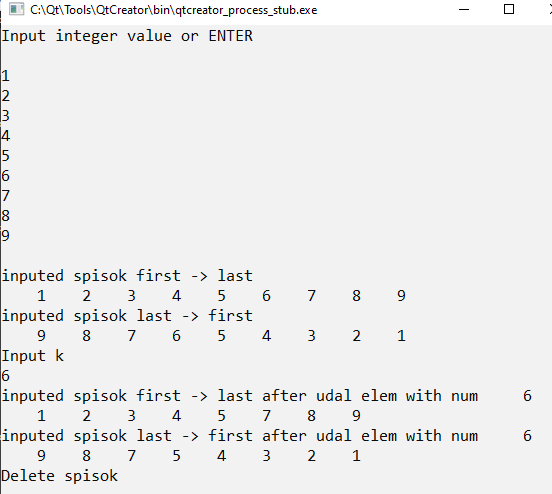 C:\Qt\Tools\QtCreator\bin\qtcreator_process_stub.exe
Input integer value or ENTER
1
2
3
4
5
6
7
8
9
inputed spisok first -> last
1 2 3 4 5 6 7 8 9
inputed spisok last -> first
9 8 7 6 5 4 3 2 1
Input k
6
inputed spisok first -> last after udal elem with num 6
1 2 3 4 5 7 8 9
inputed spisok last -> first after udal elem with num 6
9 8 7 5 4 3 2 1
Delete spisok